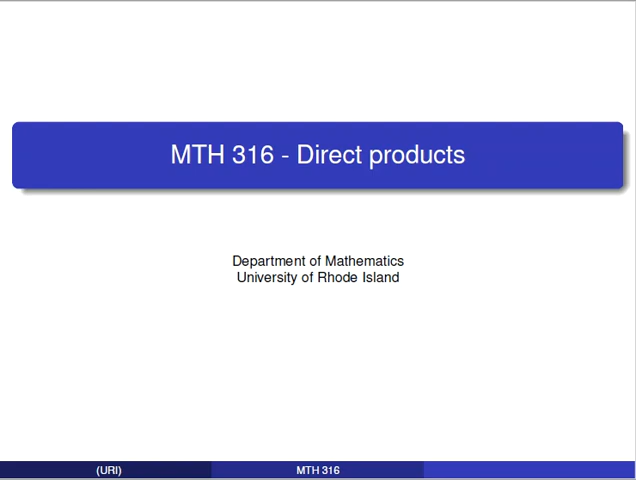 MTH 316 - Direct products
Department of Mathematics
University of Rhode Island
(URI)
MTH 316